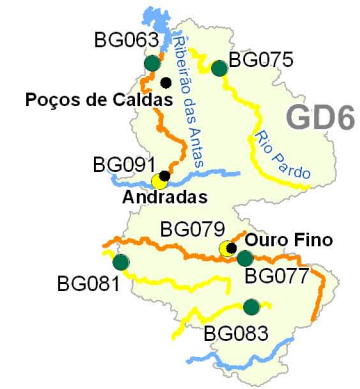 BG063
Ribeirão das Antas
BG075
Poços de Caldas
GD6
Rio Pardo
BG091
Andradas
BG079
Ouro Fino
BG077
BG081
BG083